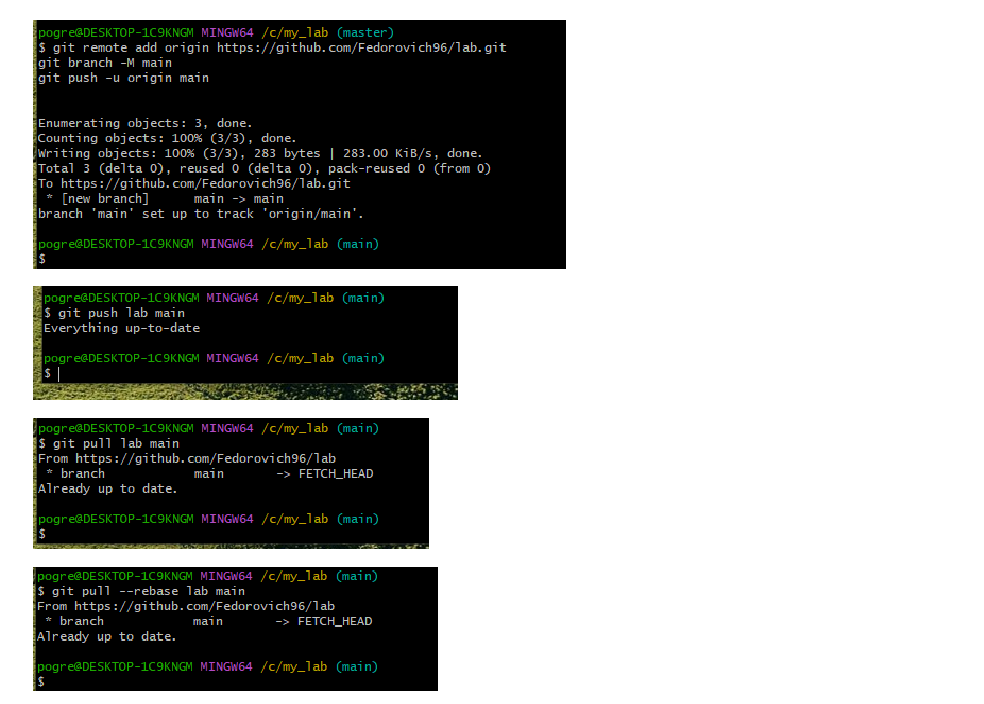 pogre@DESKTOP-1C9KNGM MINGW64 /c/my_lab (master)
$ git remote add origin https://github.com/Fedorovich96/lab.git
git branch -M main
git push -u origin main
Enumerating objects: 3, done.
Counting objects: 100% (3/3), done.
Writing objects: 100% (3/3), 283 bytes | 283.00 KiB/s, done.
Total 3 (delta 0), reused 0 (delta 0), pack-reused 0 (from 0)
To https://github.com/Fedorovich96/lab.git
 * [new branch]      main -> main
branch 'main' set up to track 'origin/main'.
pogre@DESKTOP-1C9KNGM MINGW64 /c/my_lab (main)
$
pogre@DESKTOP-1C9KNGM MINGW64 /c/my_lab (main)
$ git push lab main
Everything up-to-date
pogre@DESKTOP-1C9KNGM MINGW64 /c/my_lab (main)
$
pogre@DESKTOP-1C9KNGM MINGW64 /c/my_lab (main)
$ git pull lab main
From https://github.com/Fedorovich96/lab
 * branch            main       -> FETCH_HEAD
Already up to date.
pogre@DESKTOP-1C9KNGM MINGW64 /c/my_lab (main)
$
pogre@DESKTOP-1C9KNGM MINGW64 /c/my_lab (main)
$ git pull --rebase lab main
From https://github.com/Fedorovich96/lab
 * branch            main       -> FETCH_HEAD
Already up to date.
pogre@DESKTOP-1C9KNGM MINGW64 /c/my_lab (main)
$